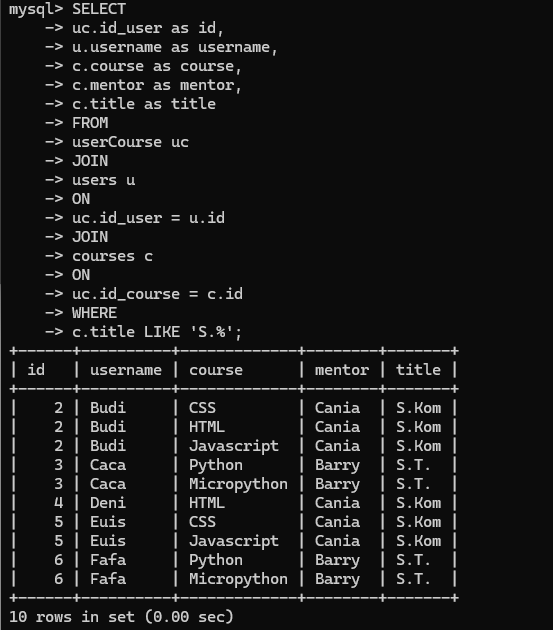 mysql> SELECT
    -> uc.id_user as id,
    -> u.username as username,
    -> c.course as course,
    -> c.mentor as mentor,
    -> c.title as title
    -> FROM
    -> userCourse uc
    -> JOIN
    -> users u
    -> ON
    -> uc.id_user = u.id
    -> JOIN
    -> courses c
    -> ON
    -> uc.id_course = c.id
    -> WHERE
    -> c.title LIKE 'S.%';
+------+----------+-------------+--------+-------+
| id   | username | course      | mentor | title |
+------+----------+-------------+--------+-------+
|    2 | Budi     | CSS         | Cania  | S.Kom |
|    2 | Budi     | HTML        | Cania  | S.Kom |
|    2 | Budi     | Javascript  | Cania  | S.Kom |
|    3 | Caca     | Python      | Barry  | S.T.  |
|    3 | Caca     | Micropython | Barry  | S.T.  |
|    4 | Deni     | HTML        | Cania  | S.Kom |
|    5 | Euis     | CSS         | Cania  | S.Kom |
|    5 | Euis     | Javascript  | Cania  | S.Kom |
|    6 | Fafa     | Python      | Barry  | S.T.  |
|    6 | Fafa     | Micropython | Barry  | S.T.  |
+------+----------+-------------+--------+-------+
10 rows in set (0.00 sec)